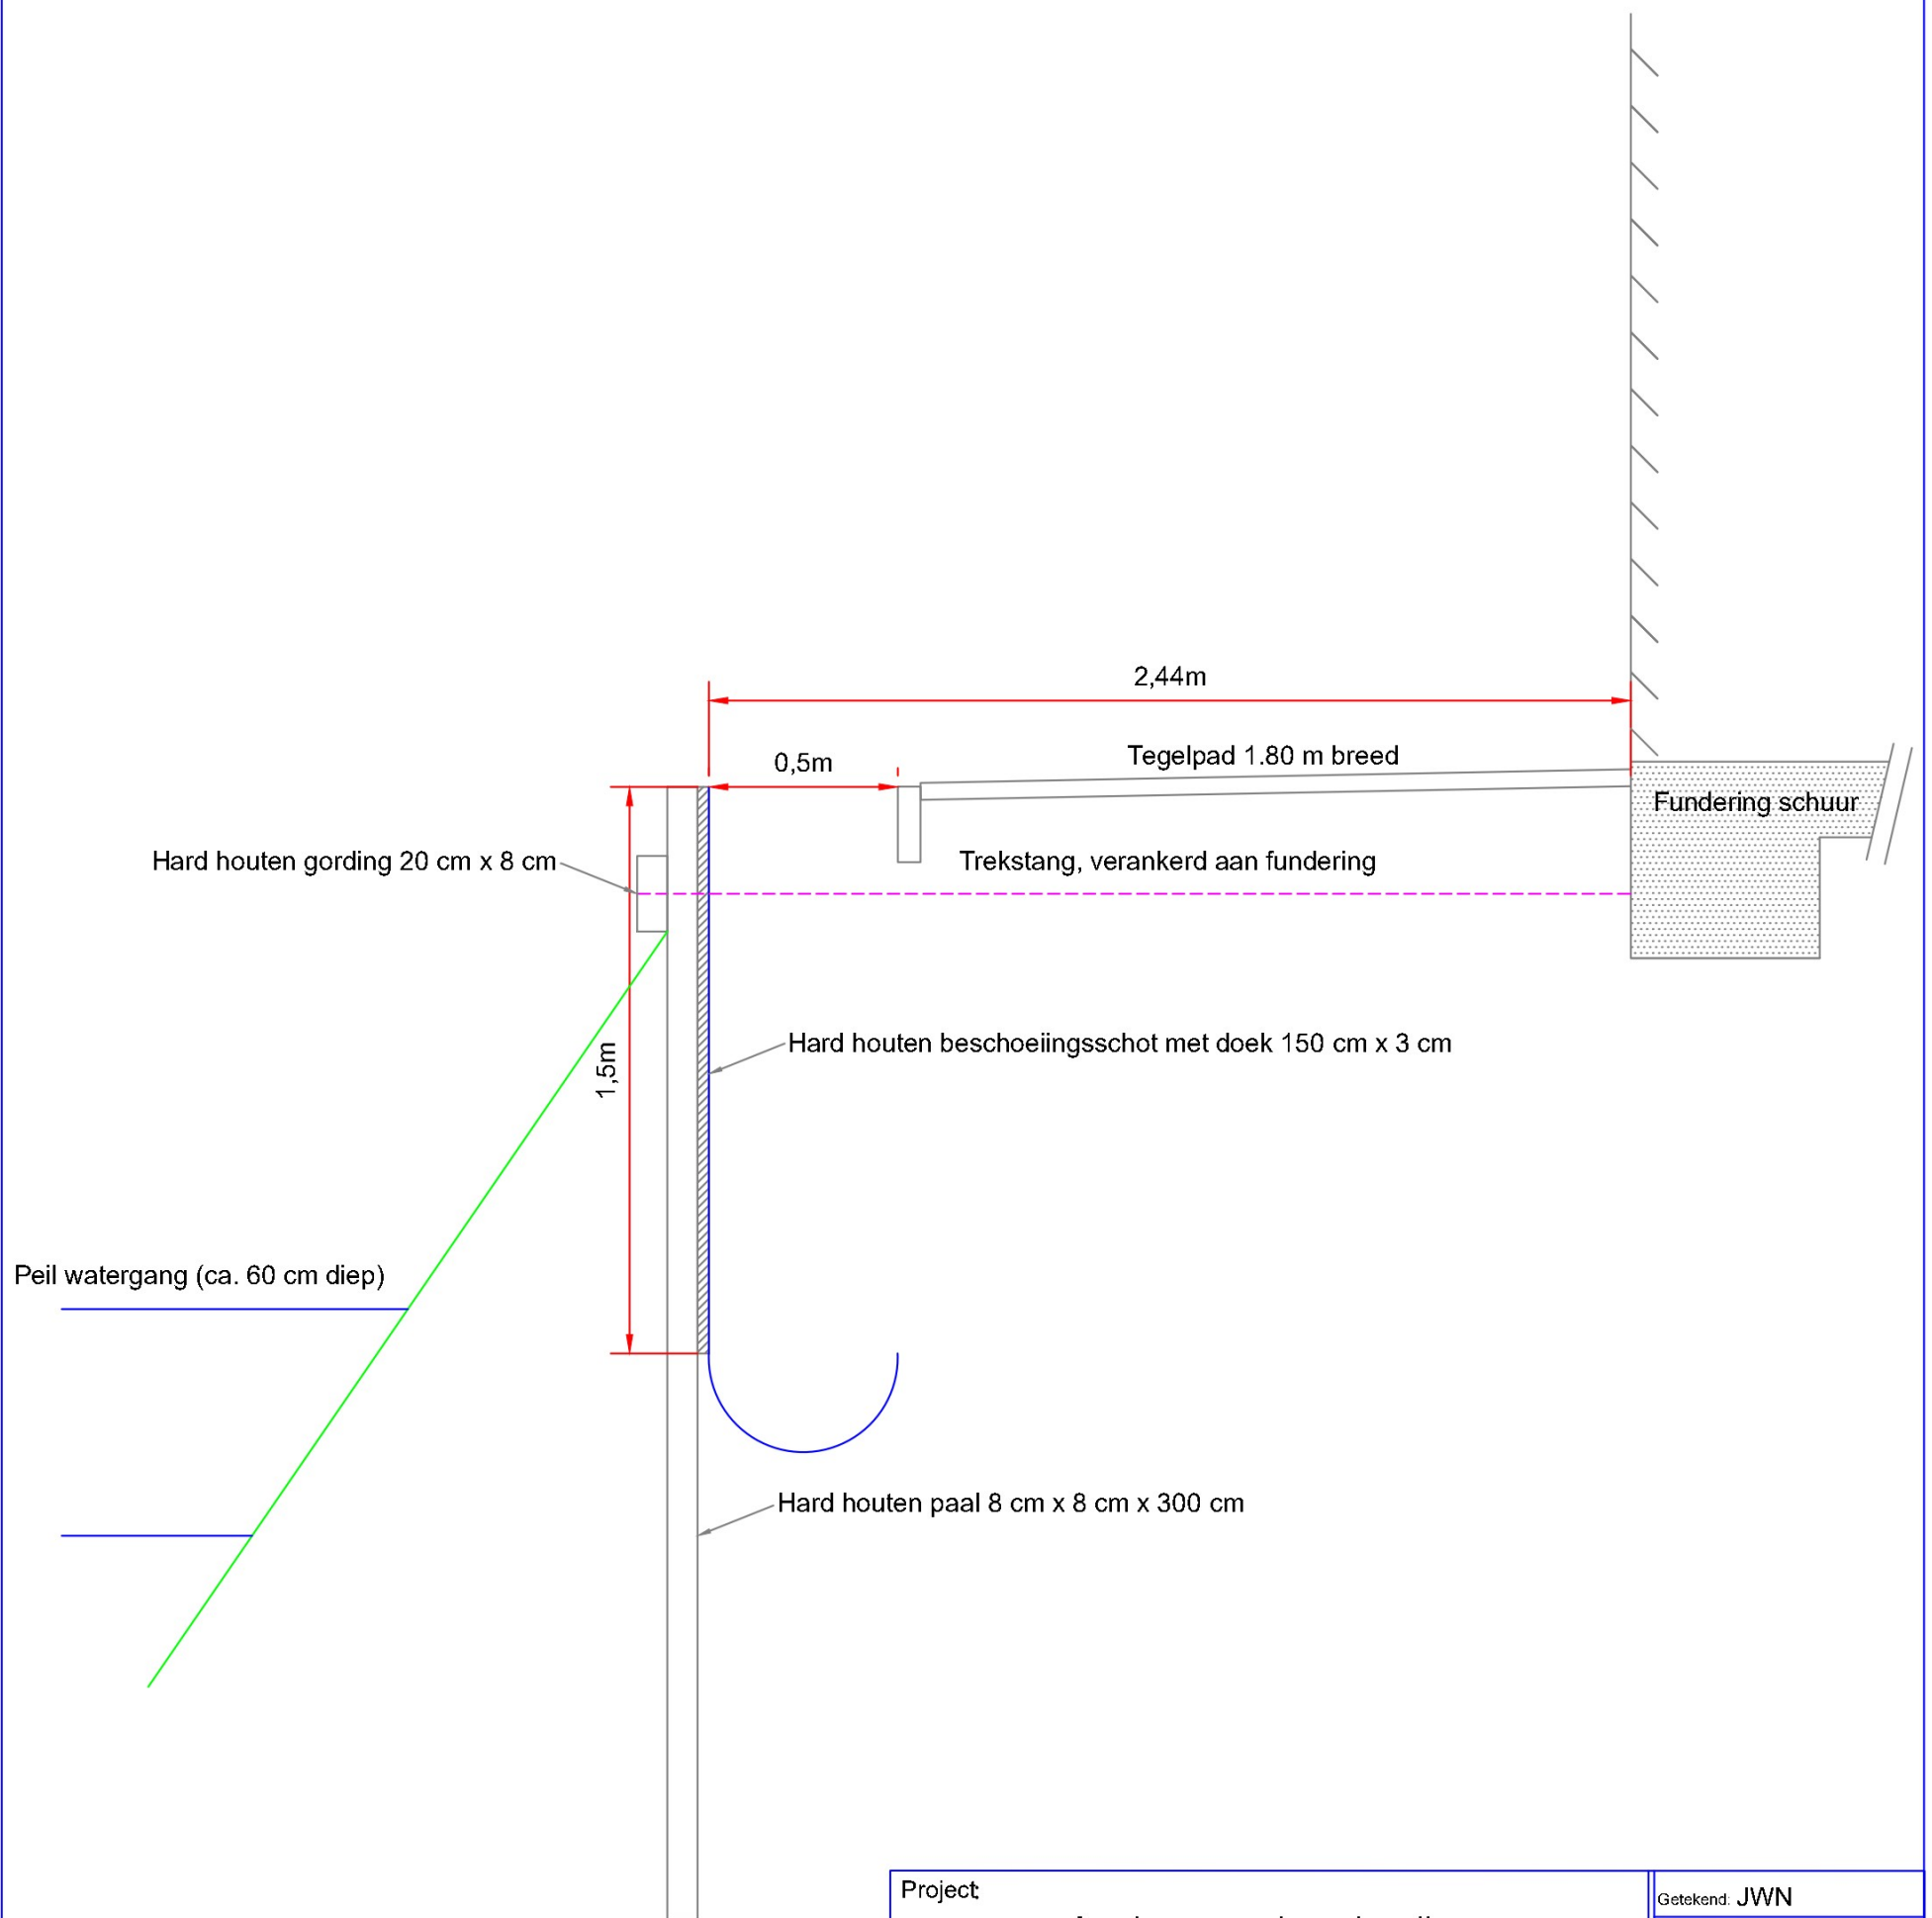 2,44m
Tegelpad 1.80 m breed
0,5m
Fundering schuur
Hard houten gording 20 cm x 8 cm
Trekstang, verankerd aan fundering
Hard houten beschoeiingsschot met doek 150 cm x 3 cm
1,5m
Peil watergang (ca. 60 cm diep)
Hard houten paal 8 cm x 8 cm x 300 cm
Project:
Getekend: JWN